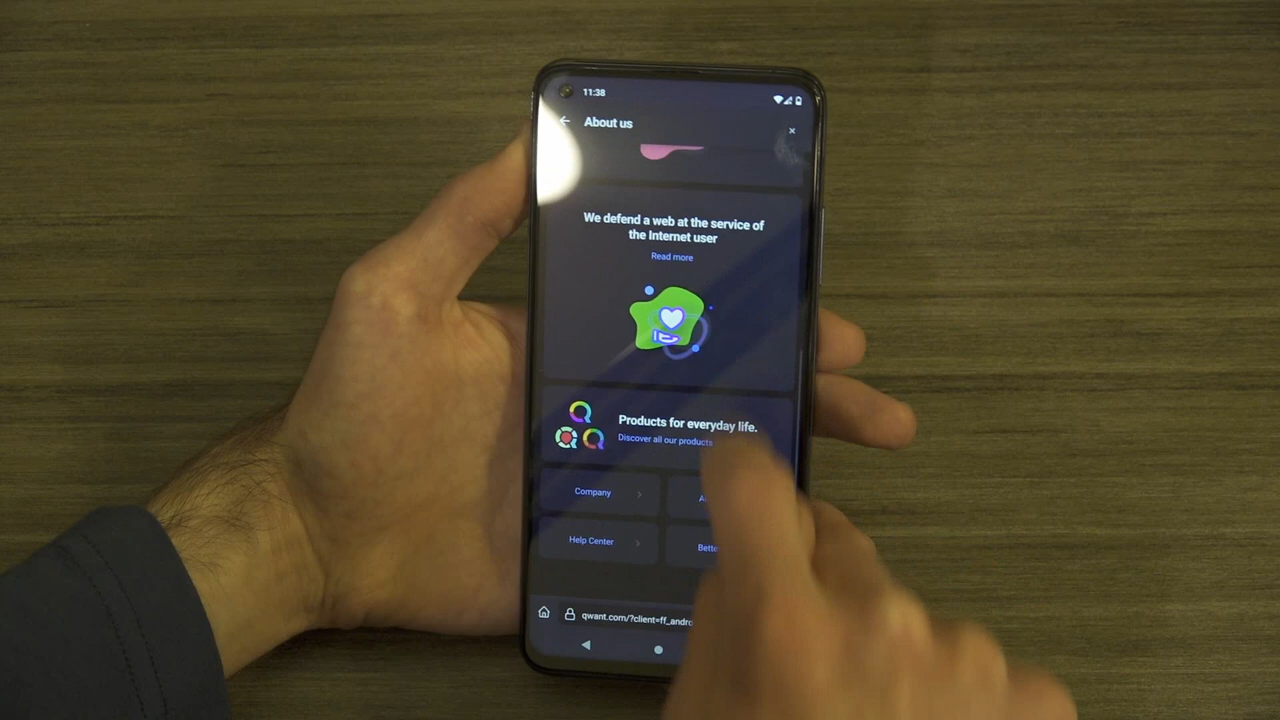 11:38
About us
We defend a web at the service of
the Internet user
Read more
Products for everyday life.
Discover all our products
Company
Help Center
qwant.com/?client=ff_andro